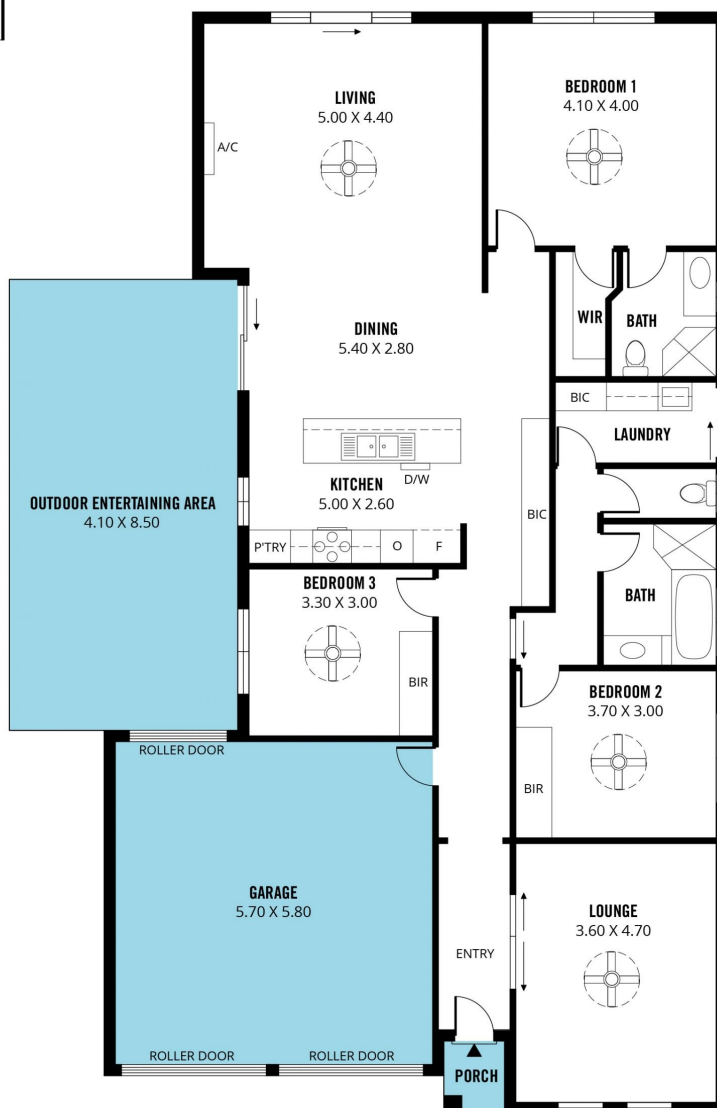 LIVING
5.00 X 4.40
BEDROOM 1
4.10 X 4.00
A/C
WIR
BATH
DINING
5.40 X 2.80
BIC
LAUNDRY
D/W
KITCHEN
5.00 X 2.60
OUTDOOR ENTERTAINING AREA
4.10 X 8.50
BIC
P'TRY
O
F
BEDROOM 3
3.30 X 3.00
BATH
BIR
BEDROOM 2
3.70 X 3.00
ROLLER DOOR
BIR
GARAGE
5.70 X 5.80
LOUNGE
3.60 X 4.70
ENTRY
ROLLER DOOR
ROLLER DOOR
PORCH